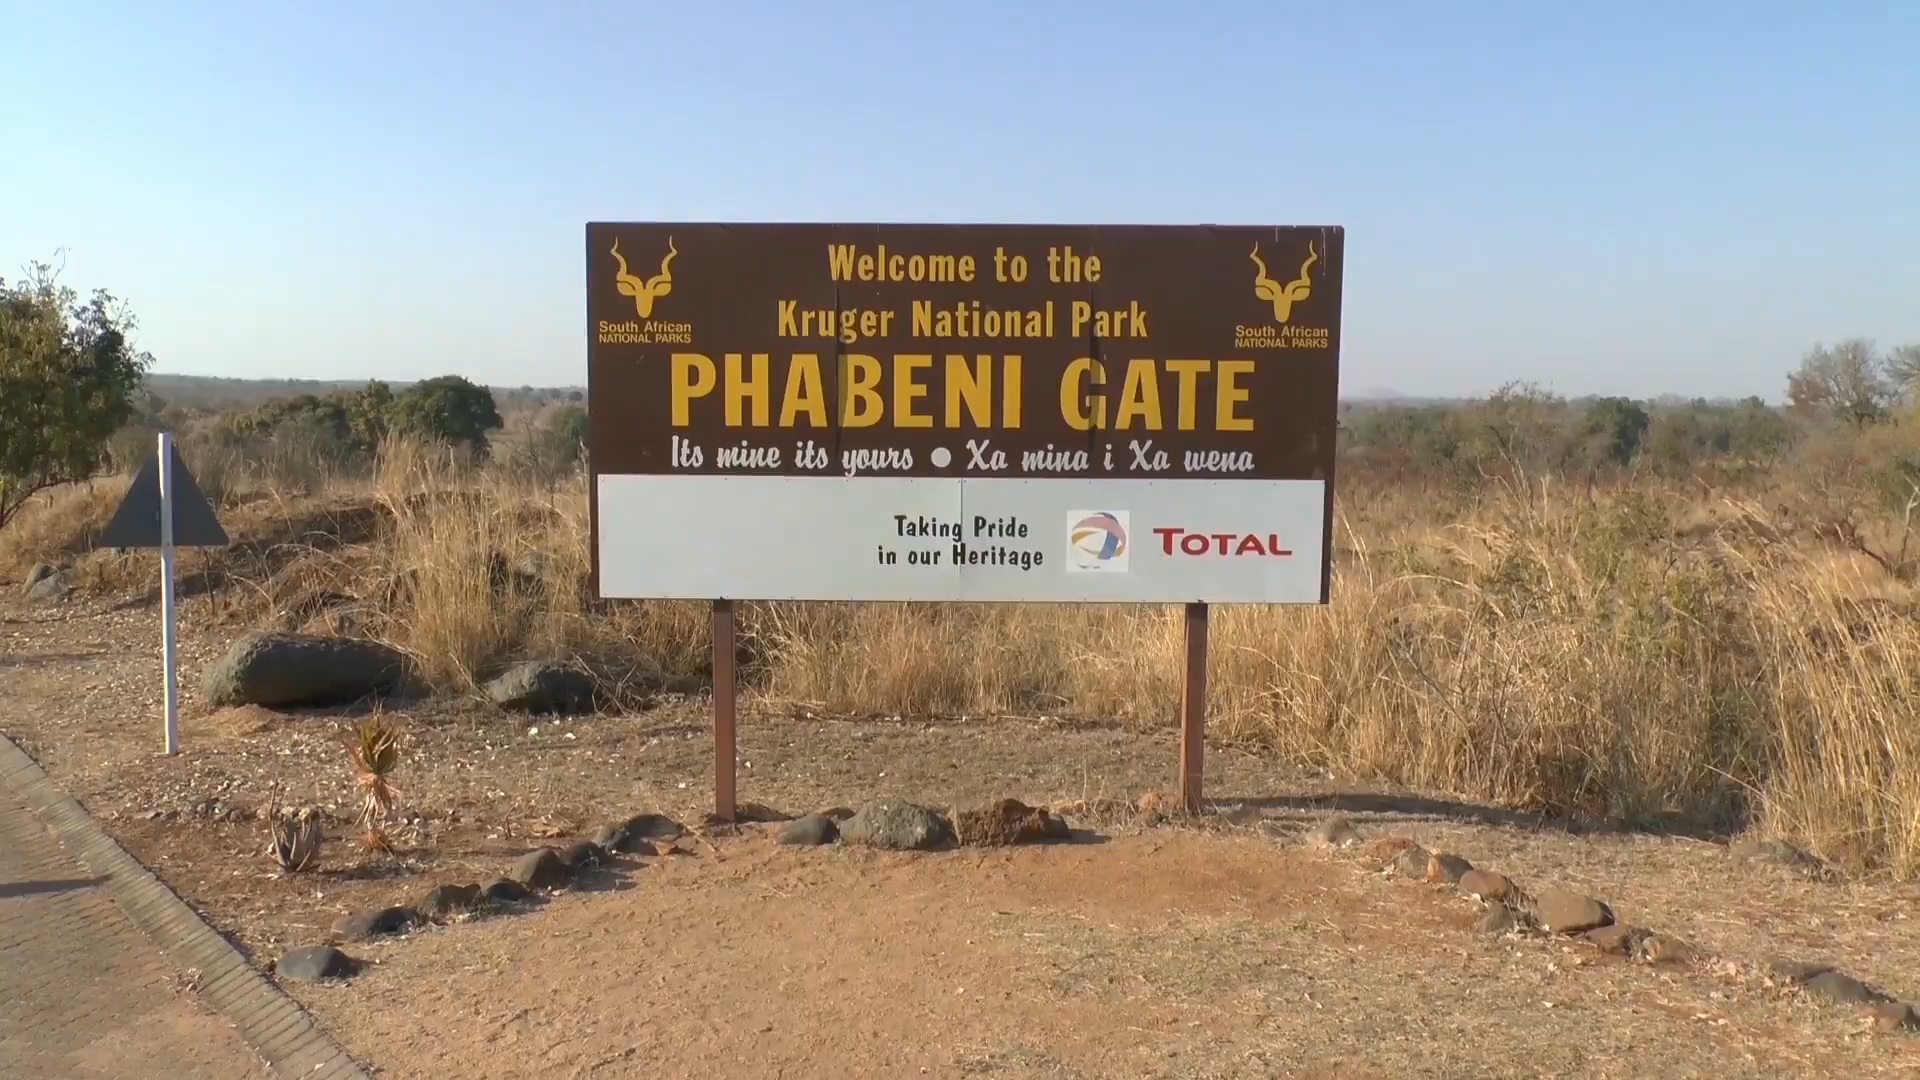 Welcome to the
Kruger National Park
South African
NATIONAL PARKS
South African
NATIONAL PARKS
PHABENI GATE
Its mine its yours ● Xa mina i Xa wena
Taking Pride
in our Heritage
TOTAL